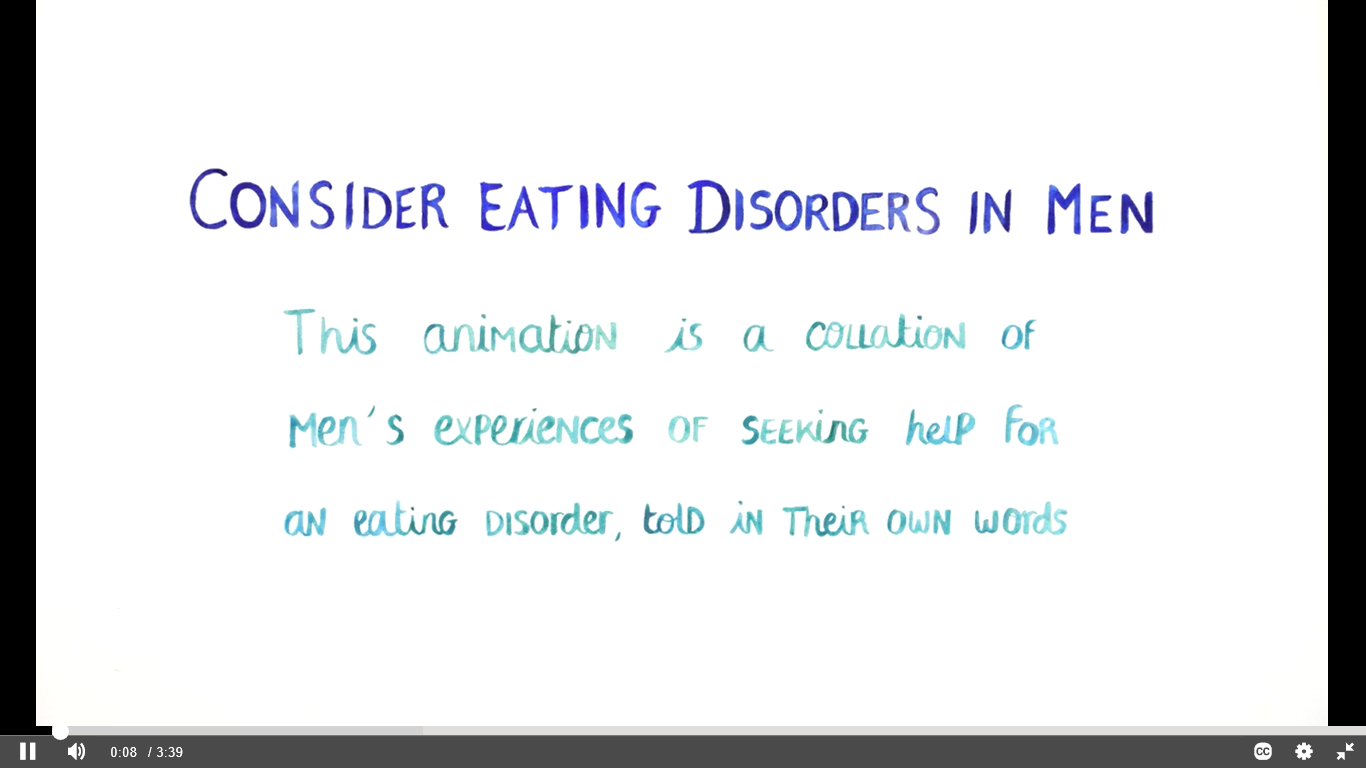 CONSIDER EATING DISORDERS IN MEN
This animation is a collation of
Men's experiences of seeking help for
an eating disorder, told in their own words
0:08 / 3:39
CC